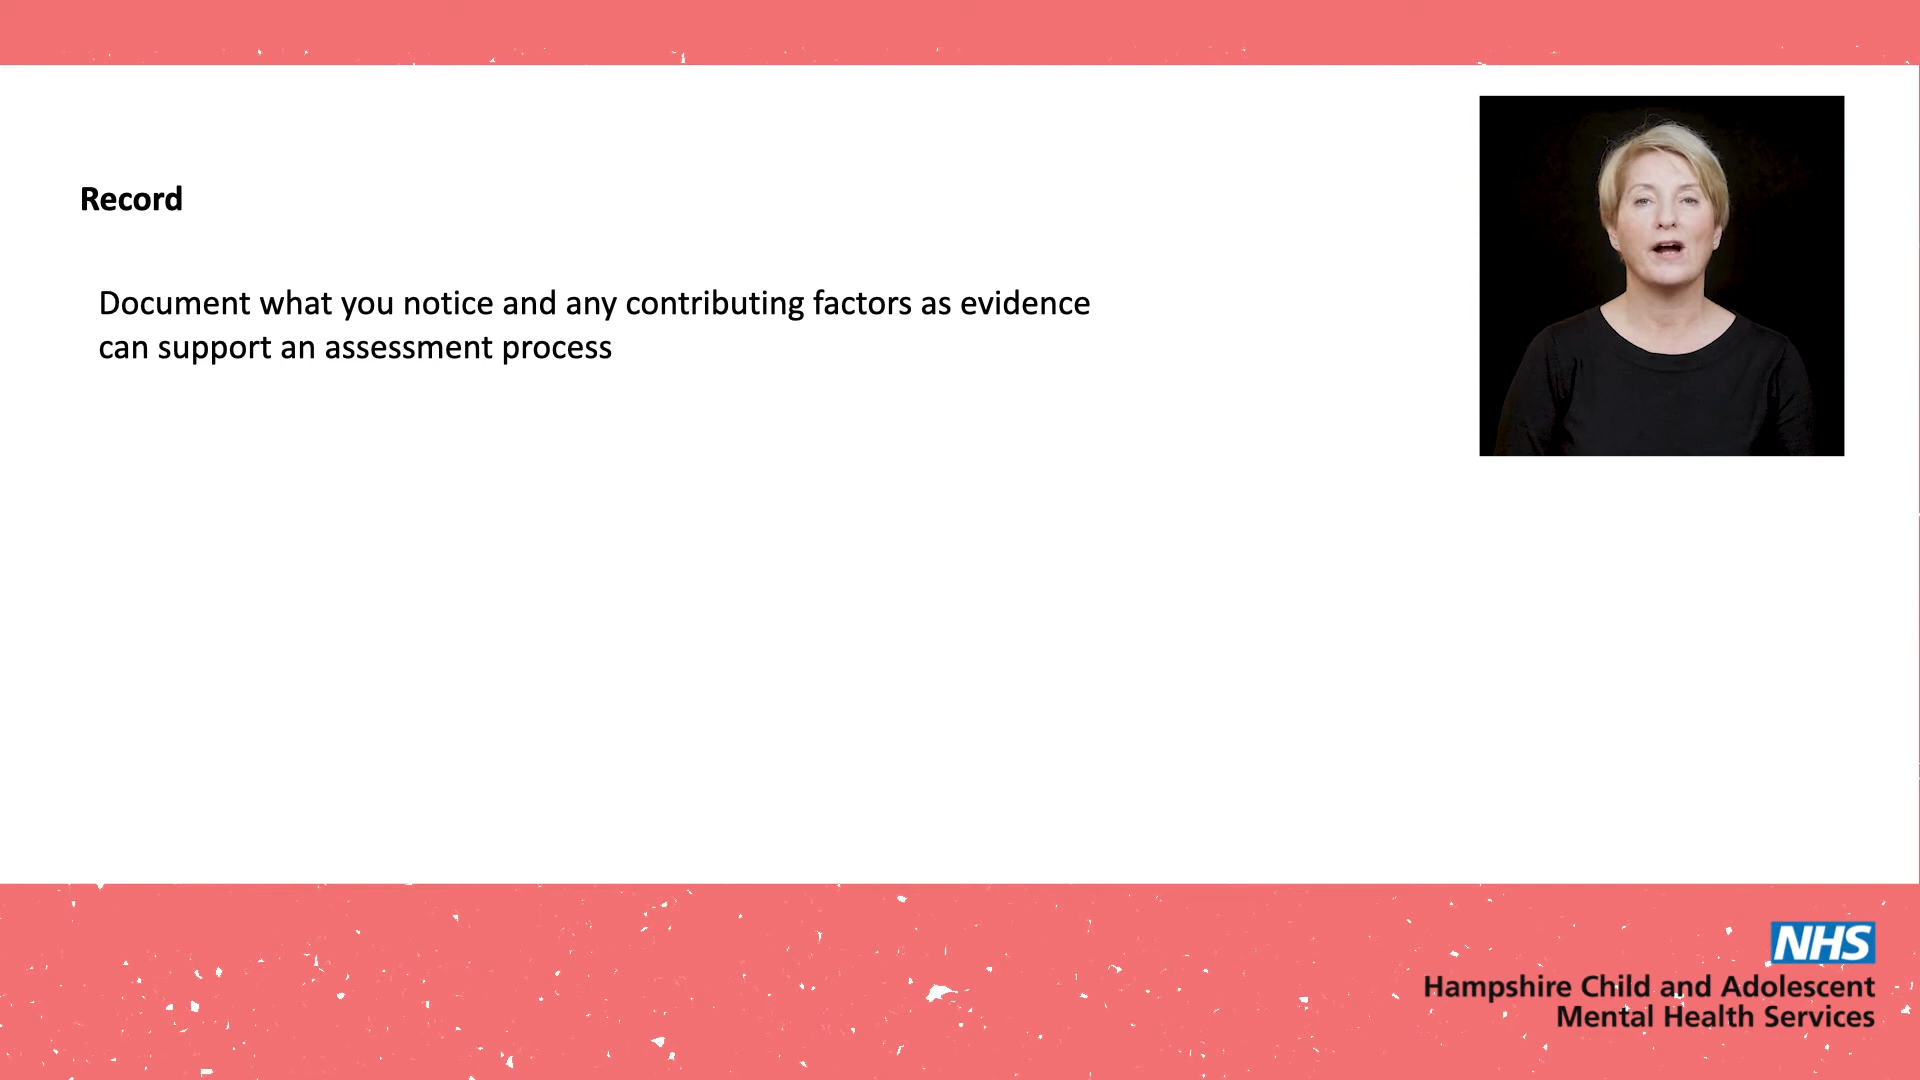 Record
Document what you notice and any contributing factors as evidence
can support an assessment process
NHS
Hampshire Child and Adolescent
Mental Health Services